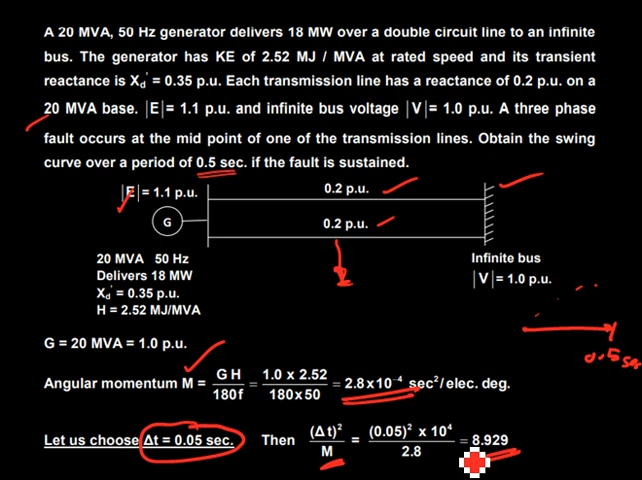 A 20 MVA, 50 Hz generator delivers 18 MW over a double circuit line to an infinite
bus. The generator has KE of 2.52 MJ / MVA at rated speed and its transient
reactance is Xd' = 0.35 p.u. Each transmission line has a reactance of 0.2 p.u. on a
20 MVA base. |E|= 1.1 p.u. and infinite bus voltage |V|= 1.0 p.u. A three phase
fault occurs at the mid point of one of the transmission lines. Obtain the swing
curve over a period of 0.5 sec. if the fault is sustained.
|E| = 1.1 p.u.
0.2 p.u.
G
0.2 p.u.
20 MVA 50 Hz
Delivers 18 MW
Xd' = 0.35 p.u.
H = 2.52 MJ/MVA
Infinite bus
|V|= 1.0 p.u.
0.5 sec
G = 20 MVA = 1.0 p.u.
Angular momentum M = GH/180f = 1.0 x 2.52/180x50 = 2.8x10⁻⁴ sec²/elec. deg.
Let us choose Δt = 0.05 sec. Then (Δt)²/M = (0.05)² x 10⁴/2.8 = 8.929